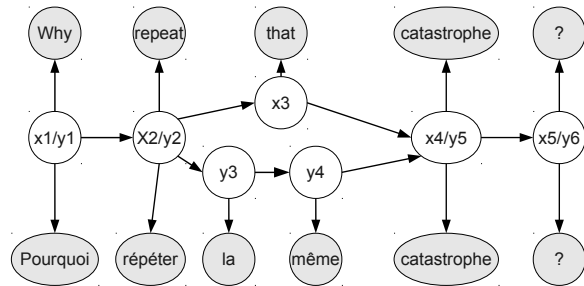 Why repeat that catastrophe ?
x3
x1/y1 X2/y2 x4/y5 x5/y6
y3 y4
Pourquoi répéter la même catastrophe ?